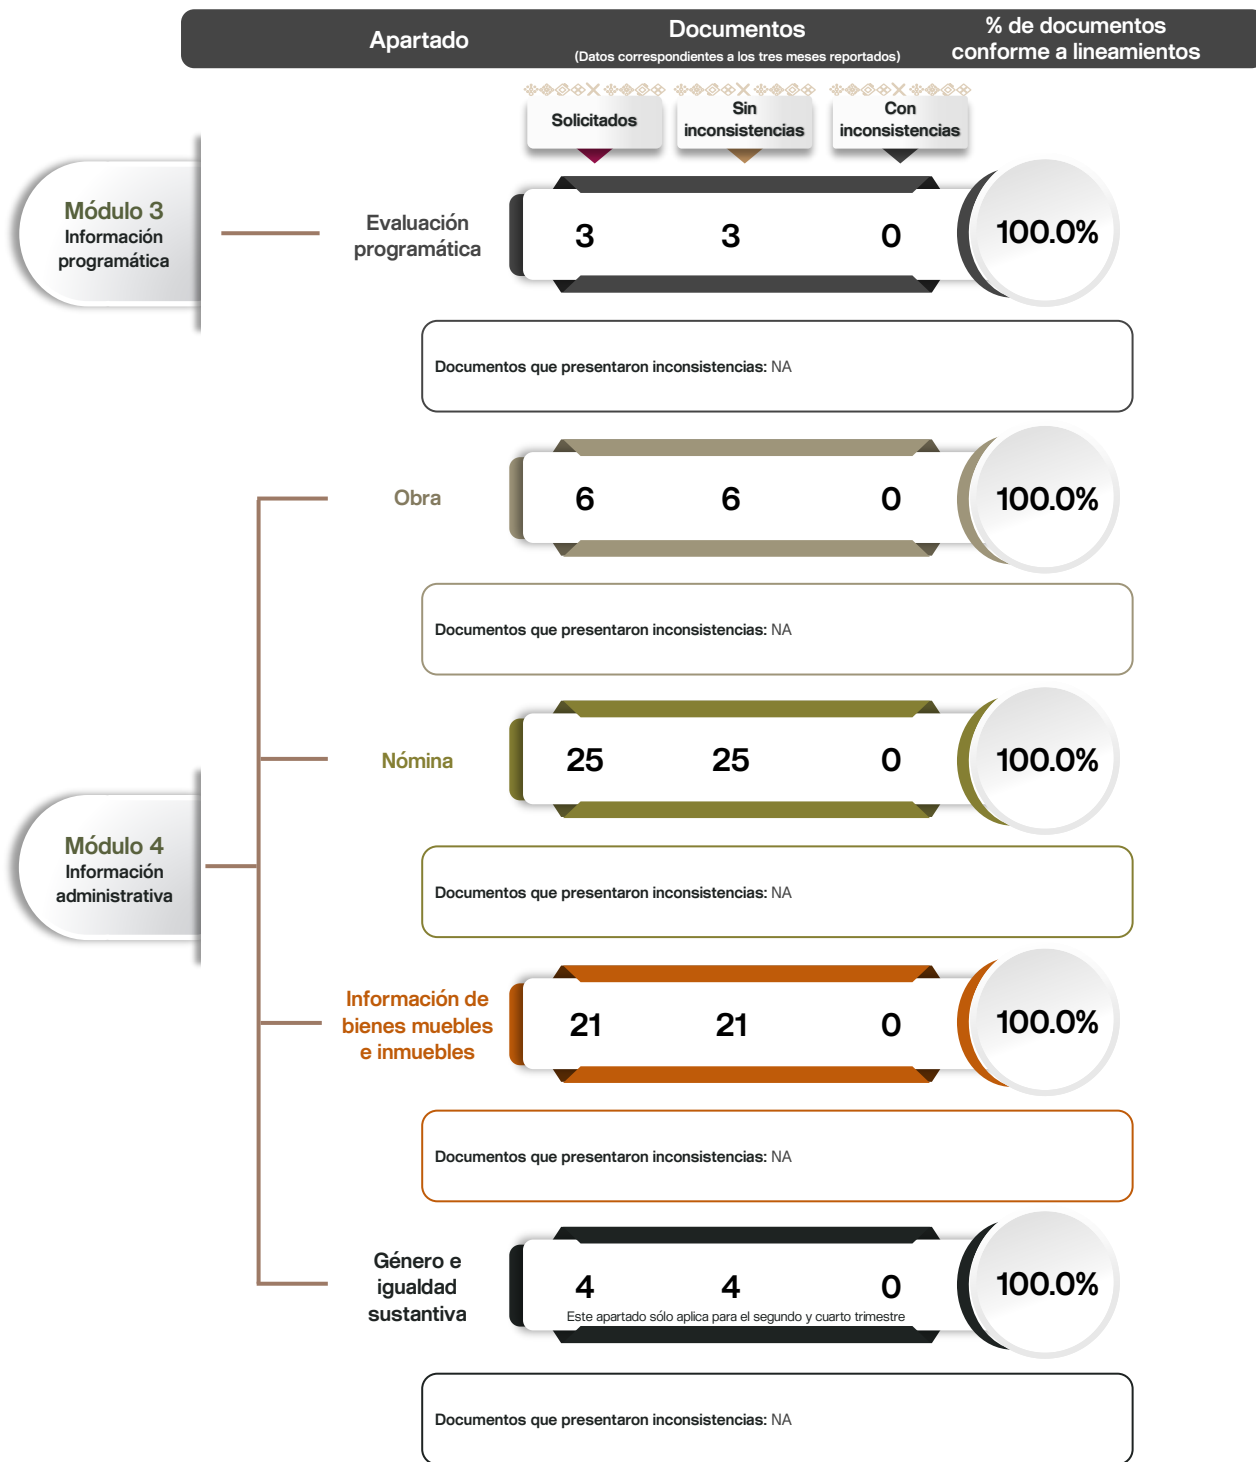 Apartado
Documentos
(Datos correspondientes a los tres meses reportados)
% de documentos
conforme a lineamientos
Solicitados
Sin
inconsistencias
Con
inconsistencias
Módulo 3
Información
programática
Evaluación
programática
3 3 0 100.0%
Documentos que presentaron inconsistencias: NA
Obra
6 6 0 100.0%
Documentos que presentaron inconsistencias: NA
Módulo 4
Información
administrativa
Nómina
25 25 0 100.0%
Documentos que presentaron inconsistencias: NA
Información de
bienes muebles
e inmuebles
21 21 0 100.0%
Documentos que presentaron inconsistencias: NA
Género e
igualdad
sustantiva
4 4 0 100.0%
Este apartado sólo aplica para el segundo y cuarto trimestre
Documentos que presentaron inconsistencias: NA